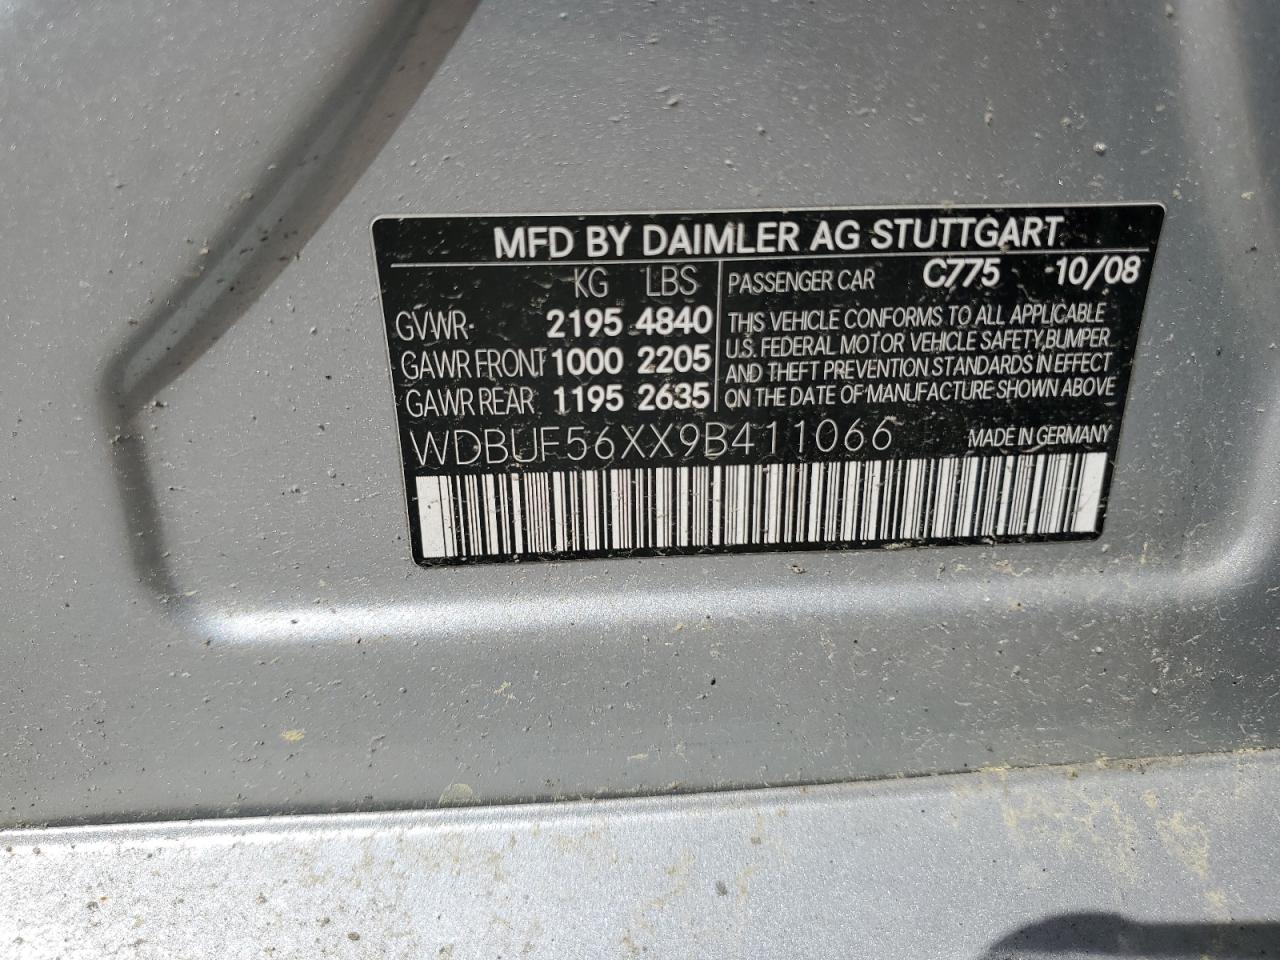 MFD BY DAIMLER AG STUTTGART
KG LBS
GVWR 2195 4840
GAWR FRONT 1000 2205
GAWR REAR 1195 2635
PASSENGER CAR C775 10/08
THIS VEHICLE CONFORMS TO ALL APPLICABLE
U.S. FEDERAL MOTOR VEHICLE SAFETY, BUMPER
AND THEFT PREVENTION STANDARDS IN EFFECT
ON THE DATE OF MANUFACTURE SHOWN ABOVE
WDBUF56XX9B411066 MADE IN GERMANY